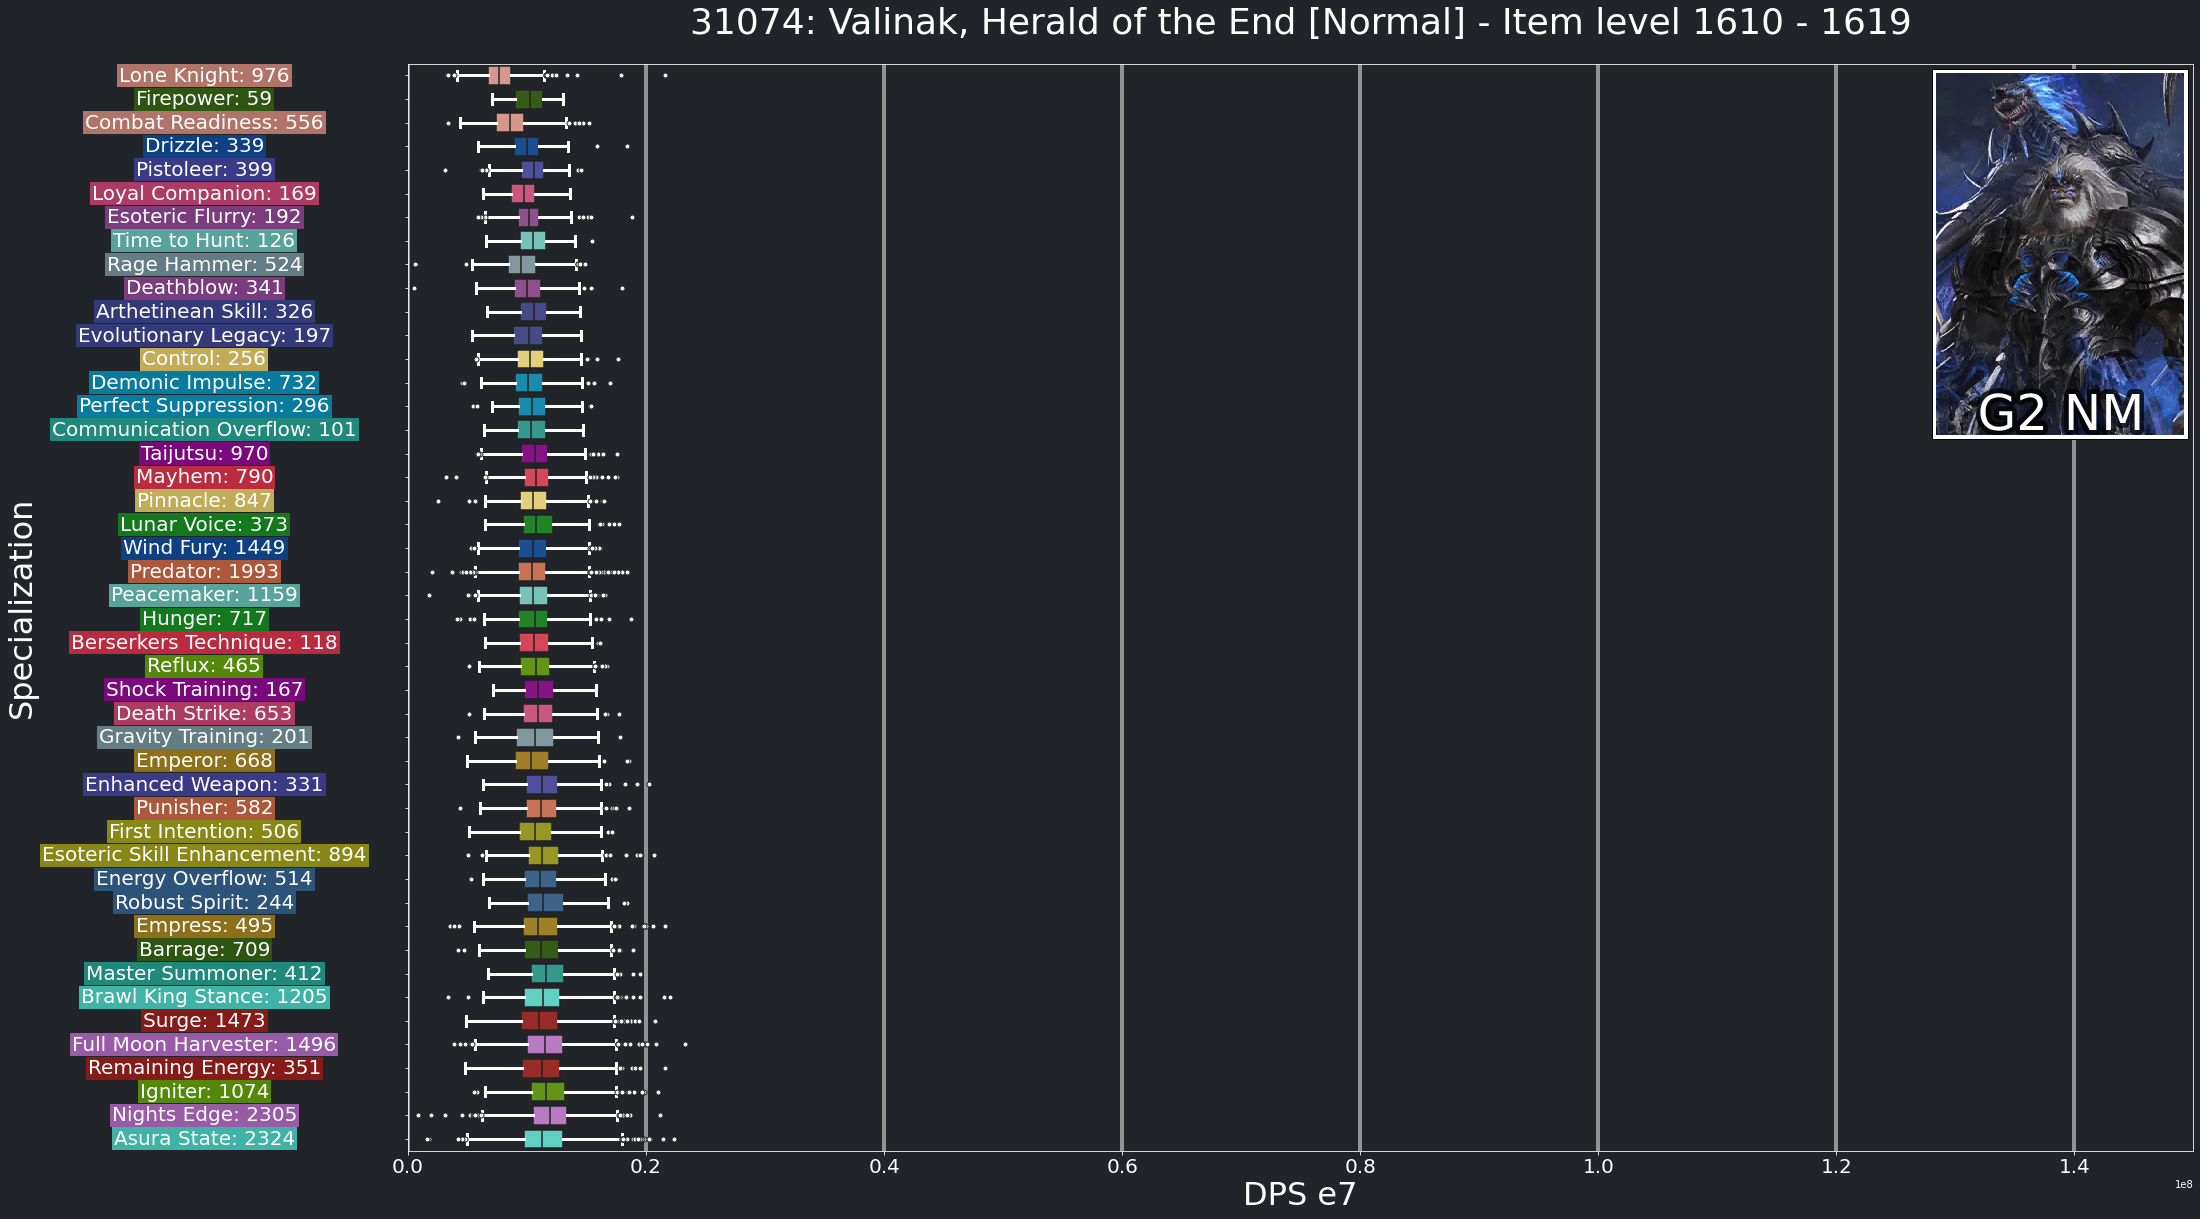 31074: Valinak, Herald of the End [Normal] - Item level 1610 - 1619
Lone Knight: 976
Firepower: 59
Combat Readiness: 556
Drizzle: 339
Pistoleer: 399
Loyal Companion: 169
Esoteric Flurry: 192
Time to Hunt: 126
Rage Hammer: 524
Deathblow: 341
Arthetinean Skill: 326
Evolutionary Legacy: 197
Control: 256
Demonic Impulse: 732
Perfect Suppression: 296
Communication Overflow: 101
Taijutsu: 970
Mayhem: 790
Pinnacle: 847
Lunar Voice: 373
Wind Fury: 1449
Predator: 1993
Peacemaker: 1159
Hunger: 717
Berserkers Technique: 118
Reflux: 465
Shock Training: 167
Death Strike: 653
Gravity Training: 201
Emperor: 668
Enhanced Weapon: 331
Punisher: 582
First Intention: 506
Esoteric Skill Enhancement: 894
Energy Overflow: 514
Robust Spirit: 244
Empress: 495
Barrage: 709
Master Summoner: 412
Brawl King Stance: 1205
Surge: 1473
Full Moon Harvester: 1496
Remaining Energy: 351
Igniter: 1074
Nights Edge: 2305
Asura State: 2324
Specialization
G2 NM
0.0 0.2 0.4 0.6 0.8 1.0 1.2 1.4
DPS e7
1e8